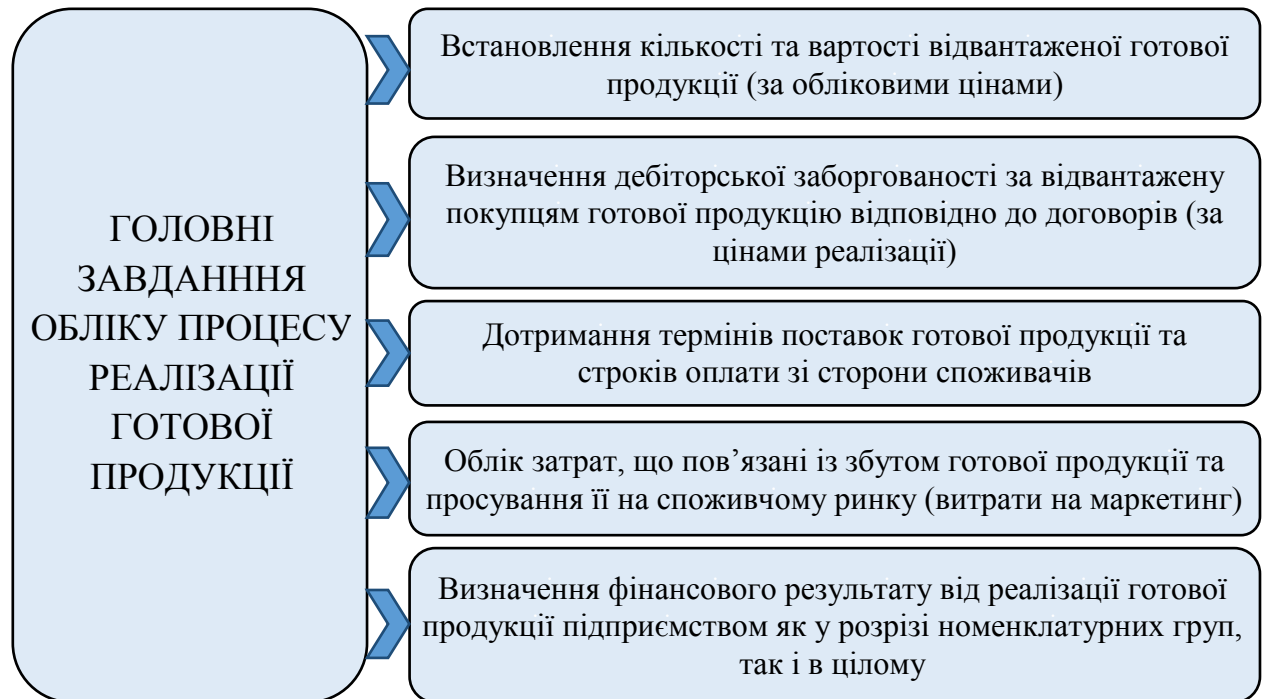 ГОЛОВНІ
ЗАВДАНННЯ
ОБЛІКУ ПРОЦЕСУ
РЕАЛІЗАЦІЇ
ГОТОВОЇ
ПРОДУКЦІЇ
Встановлення кількості та вартості відвантаженої готової
продукції (за обліковими цінами)
Визначення дебіторської заборгованості за відвантажену
покупцям готової продукцію відповідно до договорів (за
цінами реалізації)
Дотримання термінів поставок готової продукції та
строків оплати зі сторони споживачів
Облік затрат, що пов’язані із збутом готової продукції та
просування її на споживчому ринку (витрати на маркетинг)
Визначення фінансового результату від реалізації готової
продукції підприємством як у розрізі номенклатурних груп,
так і в цілому